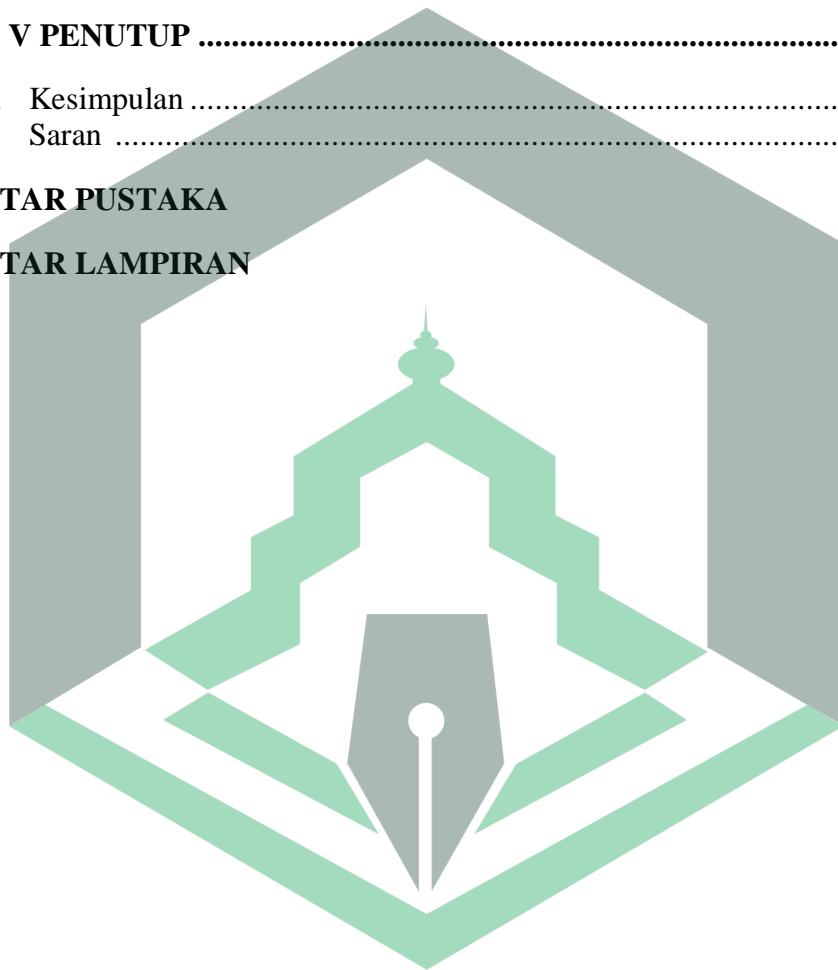 V PENUTUP ........................................................................................
Kesimpulan ........................................................................................
Saran ........................................................................................
TAR PUSTAKA
TAR LAMPIRAN